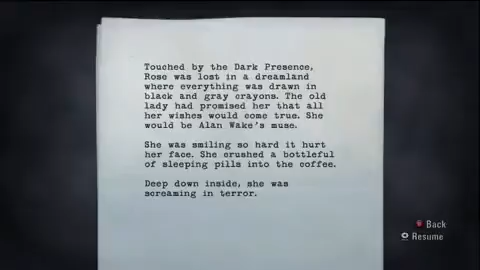 Touched by the Dark Presence,
Rose was lost in a dreamland
where everything was drawn in
black and gray crayons. The old
lady had promised her that all
her wishes would come true. She
would be Alan Wake's muse.
She was smiling so hard it hurt
her face. She crushed a bottleful
of sleeping pills into the coffee.
Deep down inside, she was
screaming in terror.
Back
Resume